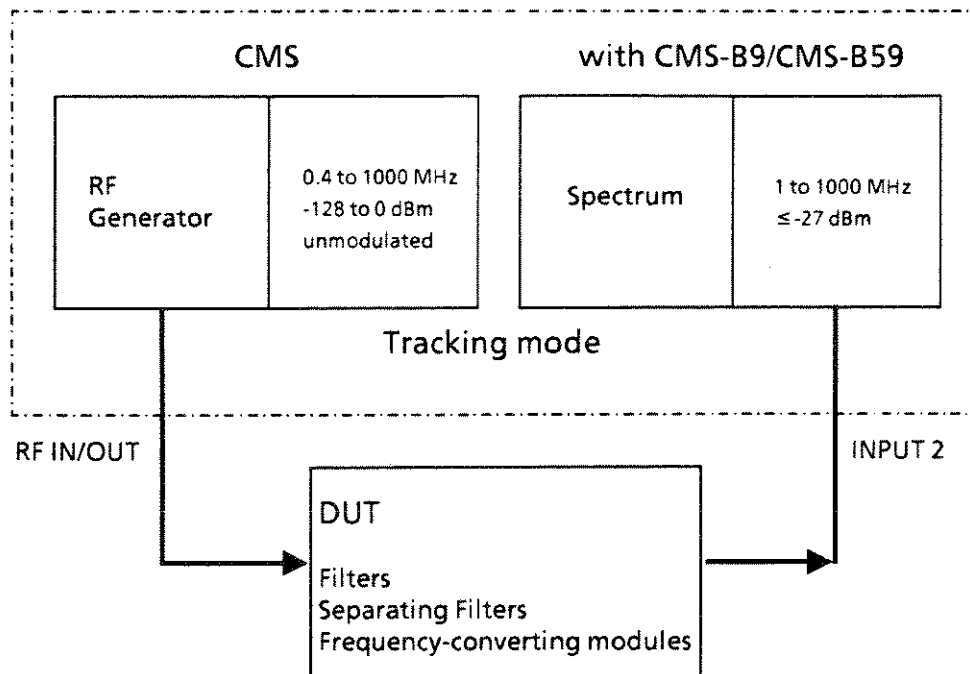 CMS
with CMS-B9/CMS-B59
RF
Generator
0.4 to 1000 MHz
-128 to 0 dBm
unmodulated
Spectrum
1 to 1000 MHz
≤ -27 dBm
Tracking mode
RF IN/OUT
INPUT 2
DUT
Filters
Separating Filters
Frequency-converting modules